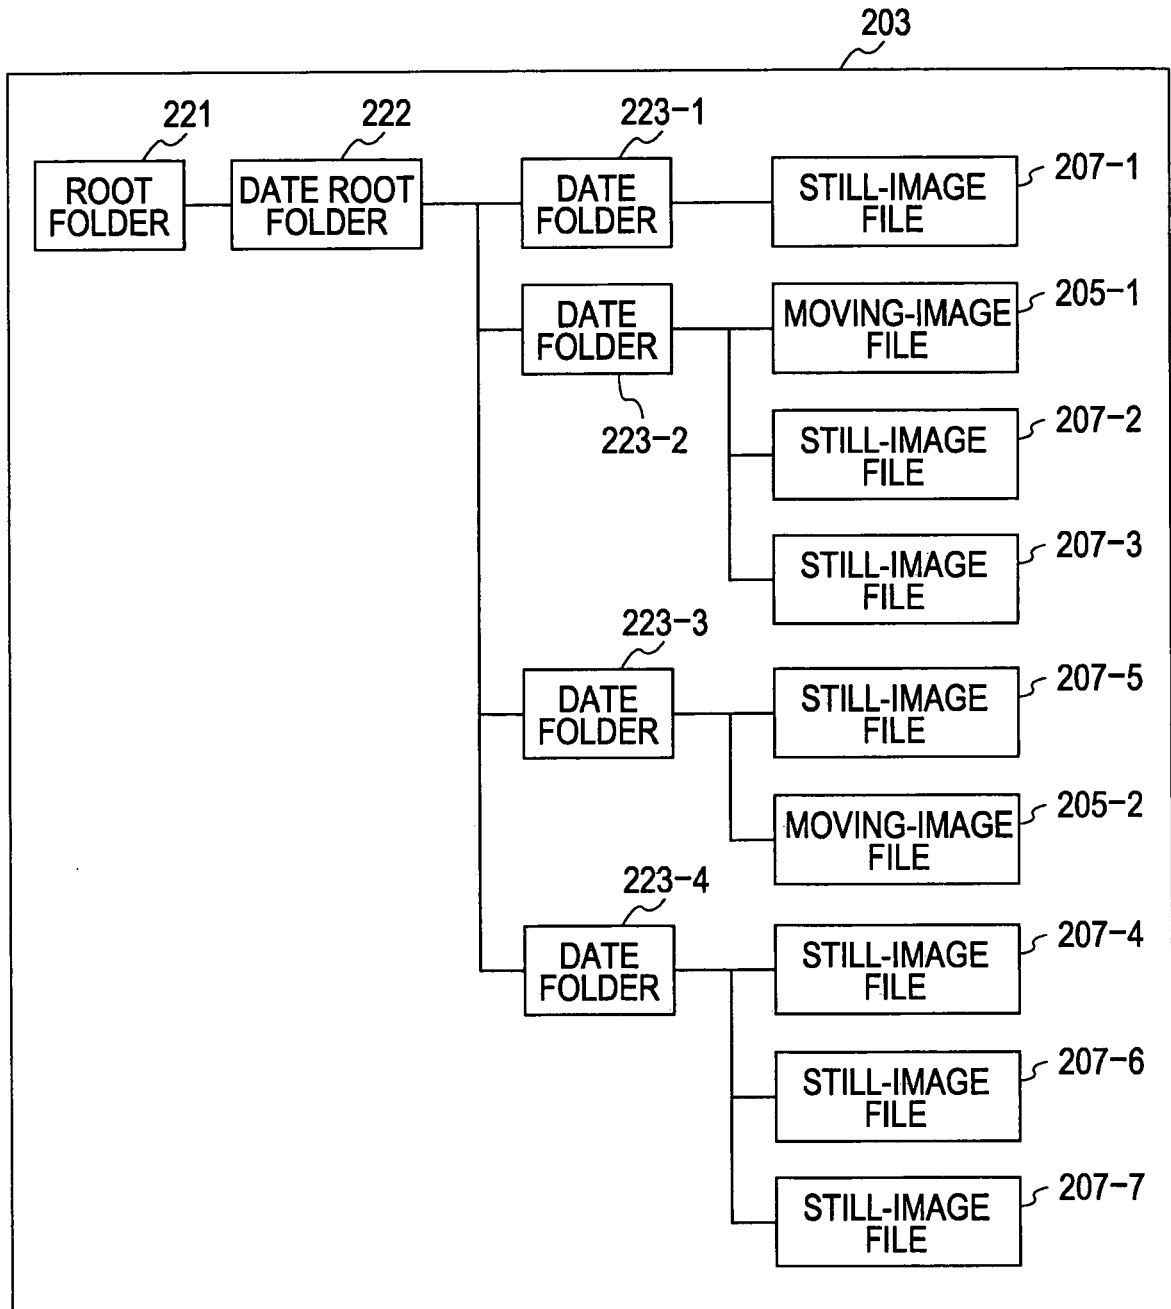 203
221
222
223-1
207-1
ROOT
FOLDER
DATE ROOT
FOLDER
DATE
FOLDER
STILL-IMAGE
FILE
205-1
DATE
FOLDER
MOVING-IMAGE
FILE
223-2
207-2
STILL-IMAGE
FILE
207-3
STILL-IMAGE
FILE
223-3
207-5
DATE
FOLDER
STILL-IMAGE
FILE
205-2
MOVING-IMAGE
FILE
223-4
207-4
DATE
FOLDER
STILL-IMAGE
FILE
207-6
STILL-IMAGE
FILE
207-7
STILL-IMAGE
FILE